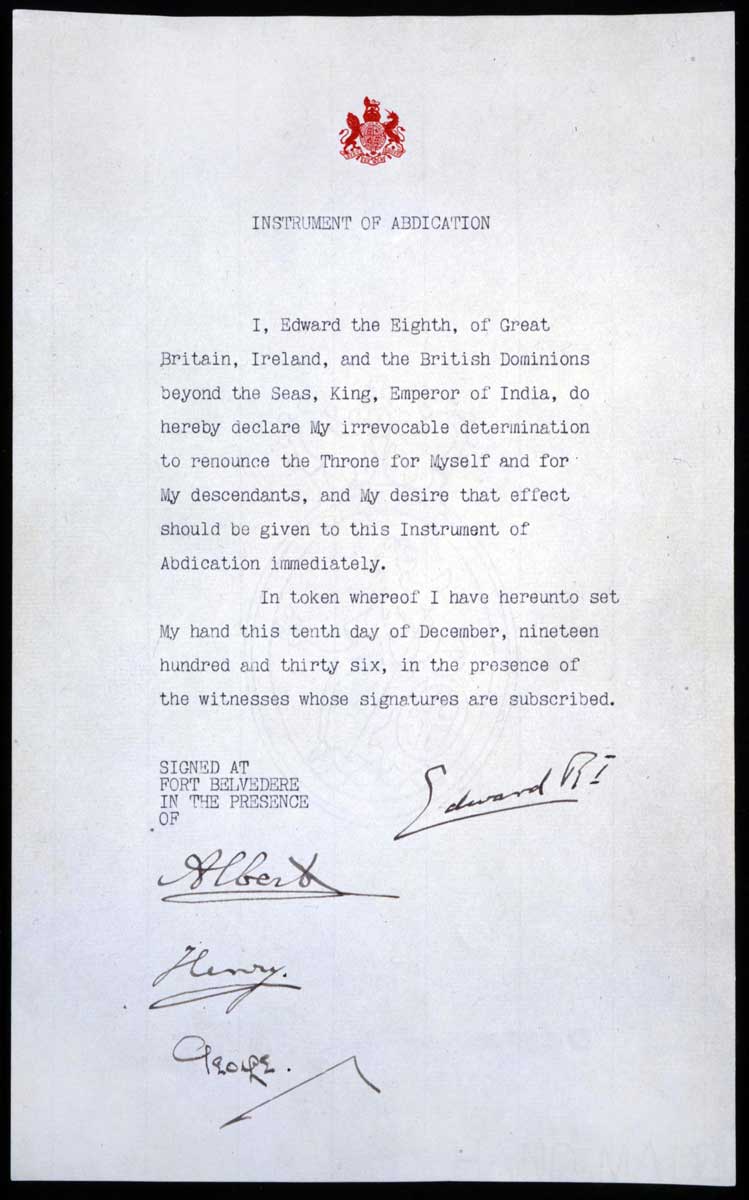 INSTRUMENT OF ABDICATION
I, Edward the Eighth, of Great
Britain, Ireland, and the British Dominions
beyond the Seas, King, Emperor of India, do
hereby declare My irrevocable determination
to renounce the Throne for Myself and for
My descendants, and My desire that effect
should be given to this Instrument of
Abdication immediately.
In token whereof I have hereunto set
My hand this tenth day of December, nineteen
hundred and thirty six, in the presence of
the witnesses whose signatures are subscribed.
SIGNED AT
FORT BELVEDERE
IN THE PRESENCE
OF
Edward RI
Albert
Henry.
George.